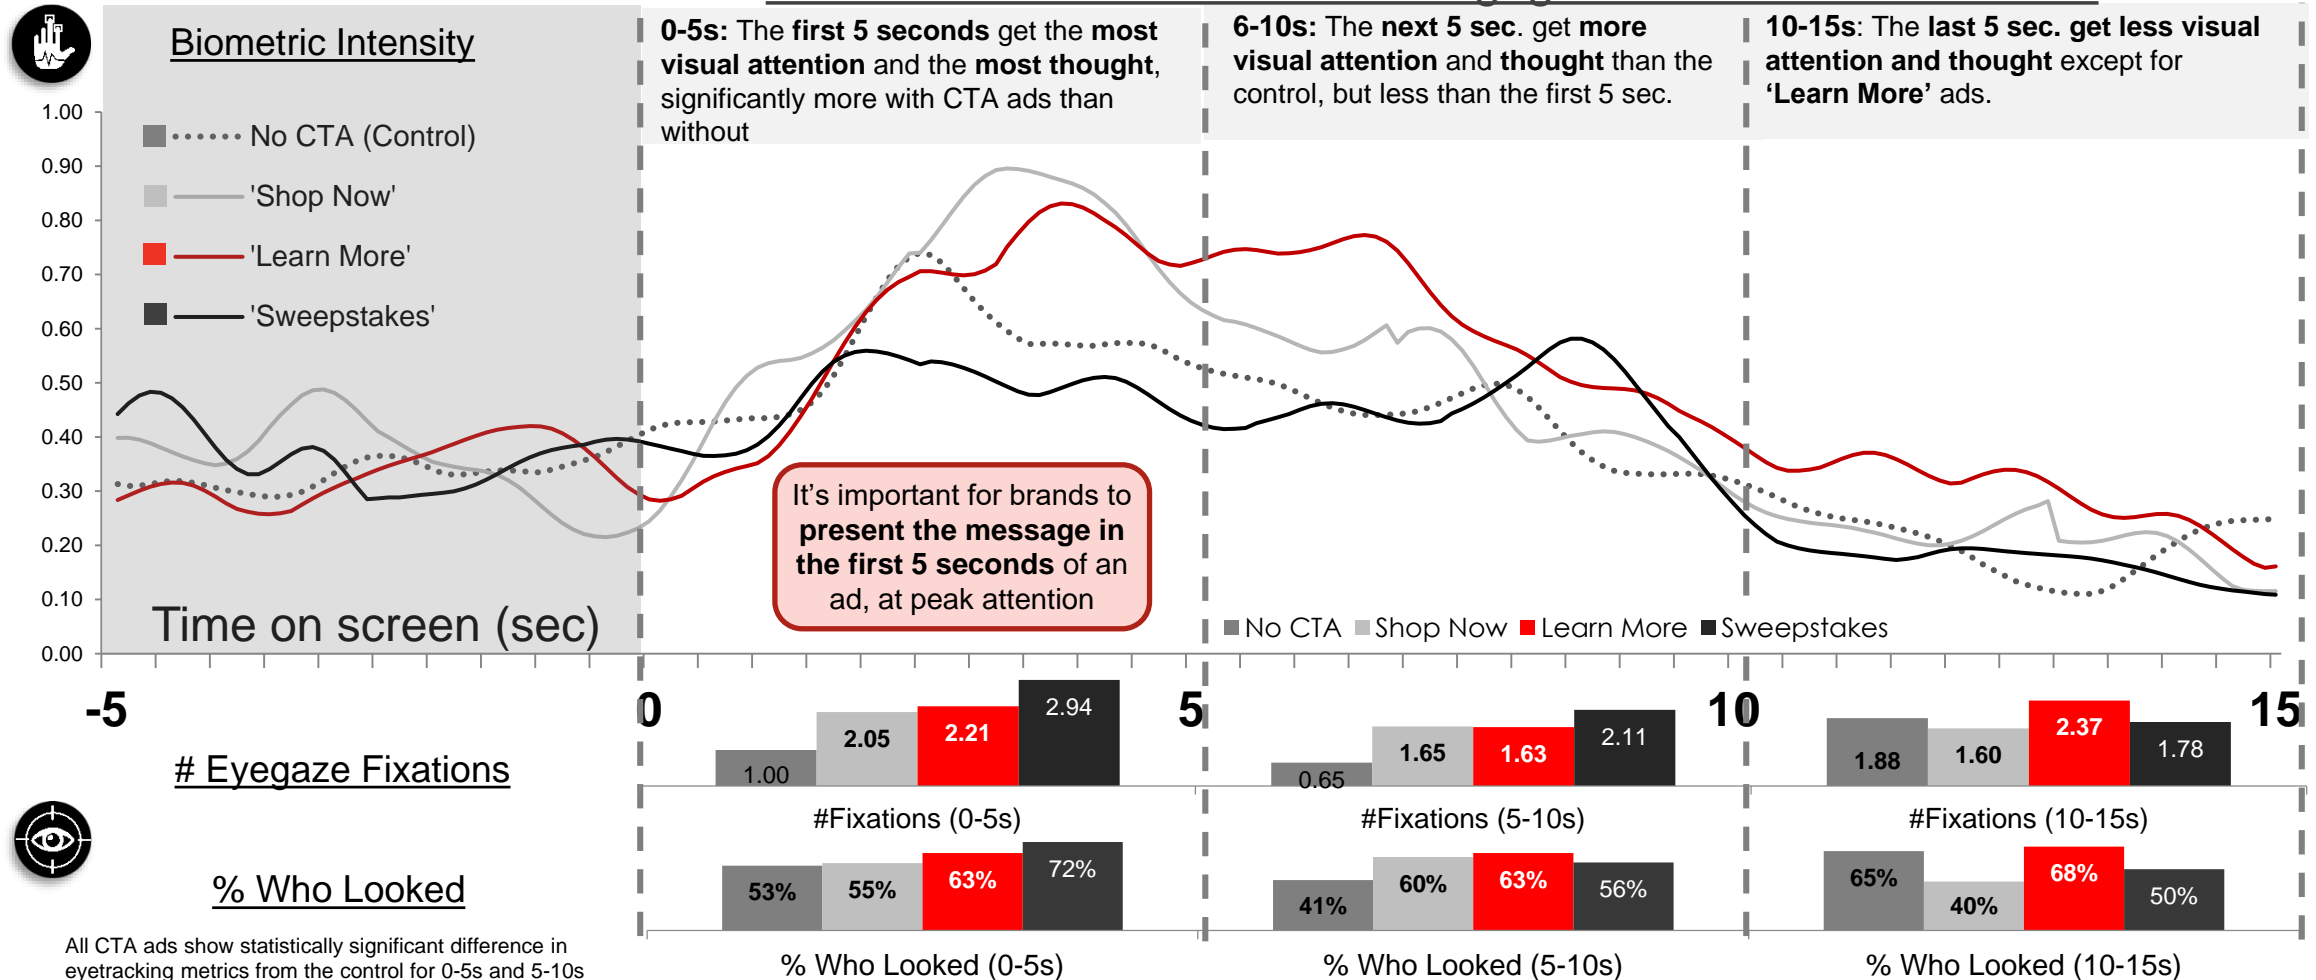 Biometric Intensity
0-5s: The first 5 seconds get the most
visual attention and the most thought,
significantly more with CTA ads than
without
6-10s: The next 5 sec. get more
visual attention and thought than the
control, but less than the first 5 sec.
10-15s: The last 5 sec. get less visual
attention and thought except for
‘Learn More’ ads.
1.00
0.90
0.80
0.70
0.60
0.50
0.40
0.30
0.20
0.10
0.00
No CTA (Control)
'Shop Now'
'Learn More'
'Sweepstakes'
It’s important for brands to
present the message in
the first 5 seconds of an
ad, at peak attention
Time on screen (sec)
No CTA Shop Now Learn More Sweepstakes
-5 0 5 10 15
# Eyegaze Fixations
1.00 2.05 2.21 2.94
#Fixations (0-5s)
0.65 1.65 1.63 2.11
#Fixations (5-10s)
1.88 1.60 2.37 1.78
#Fixations (10-15s)
% Who Looked
53% 55% 63% 72%
% Who Looked (0-5s)
41% 60% 63% 56%
% Who Looked (5-10s)
65% 40% 68% 50%
% Who Looked (10-15s)
All CTA ads show statistically significant difference in
eyetracking metrics from the control for 0-5s and 5-10s